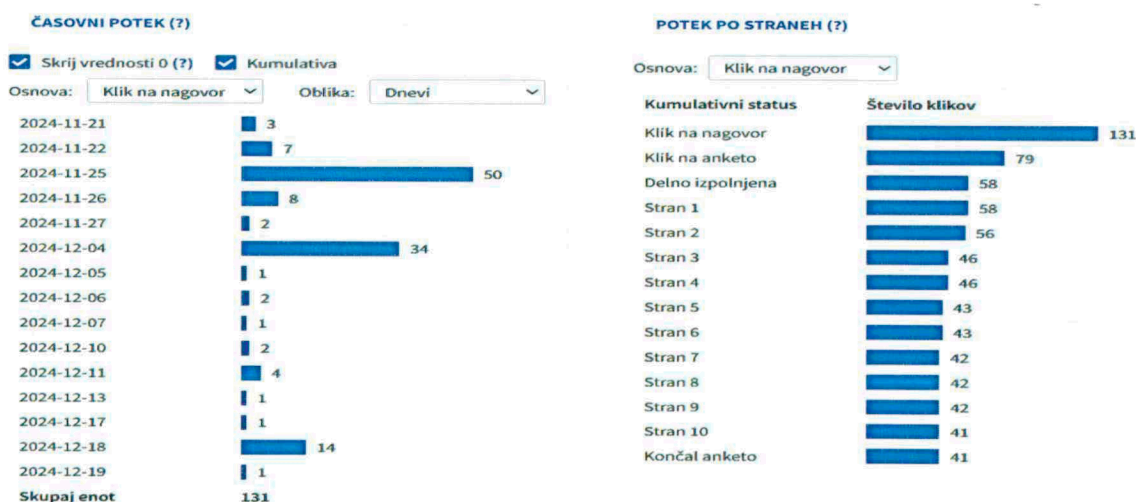 ČASOVNI POTEK (?)
Skrij vrednosti 0 (?) Kumulativa
Osnova: Klik na nagovor Oblika: Dnevi
2024-11-21 3
2024-11-22 7
2024-11-25 50
2024-11-26 8
2024-11-27 2
2024-12-04 34
2024-12-05 1
2024-12-06 2
2024-12-07 1
2024-12-10 2
2024-12-11 4
2024-12-13 1
2024-12-17 1
2024-12-18 14
2024-12-19 1
Skupaj enot 131
POTEK PO STRANEH (?)
Osnova: Klik na nagovor
Kumulativni status Število klikov
Klik na nagovor 131
Klik na anketo 79
Delno izpolnjena 58
Stran 1 58
Stran 2 56
Stran 3 46
Stran 4 46
Stran 5 43
Stran 6 43
Stran 7 42
Stran 8 42
Stran 9 42
Stran 10 41
Končal anketo 41